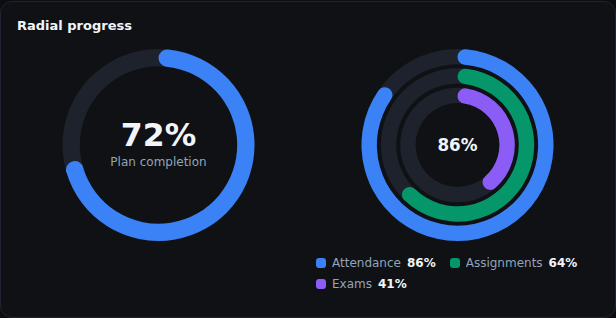 Radial progress
72%
Plan completion
86%
Attendance 86% Assignments 64%
Exams 41%